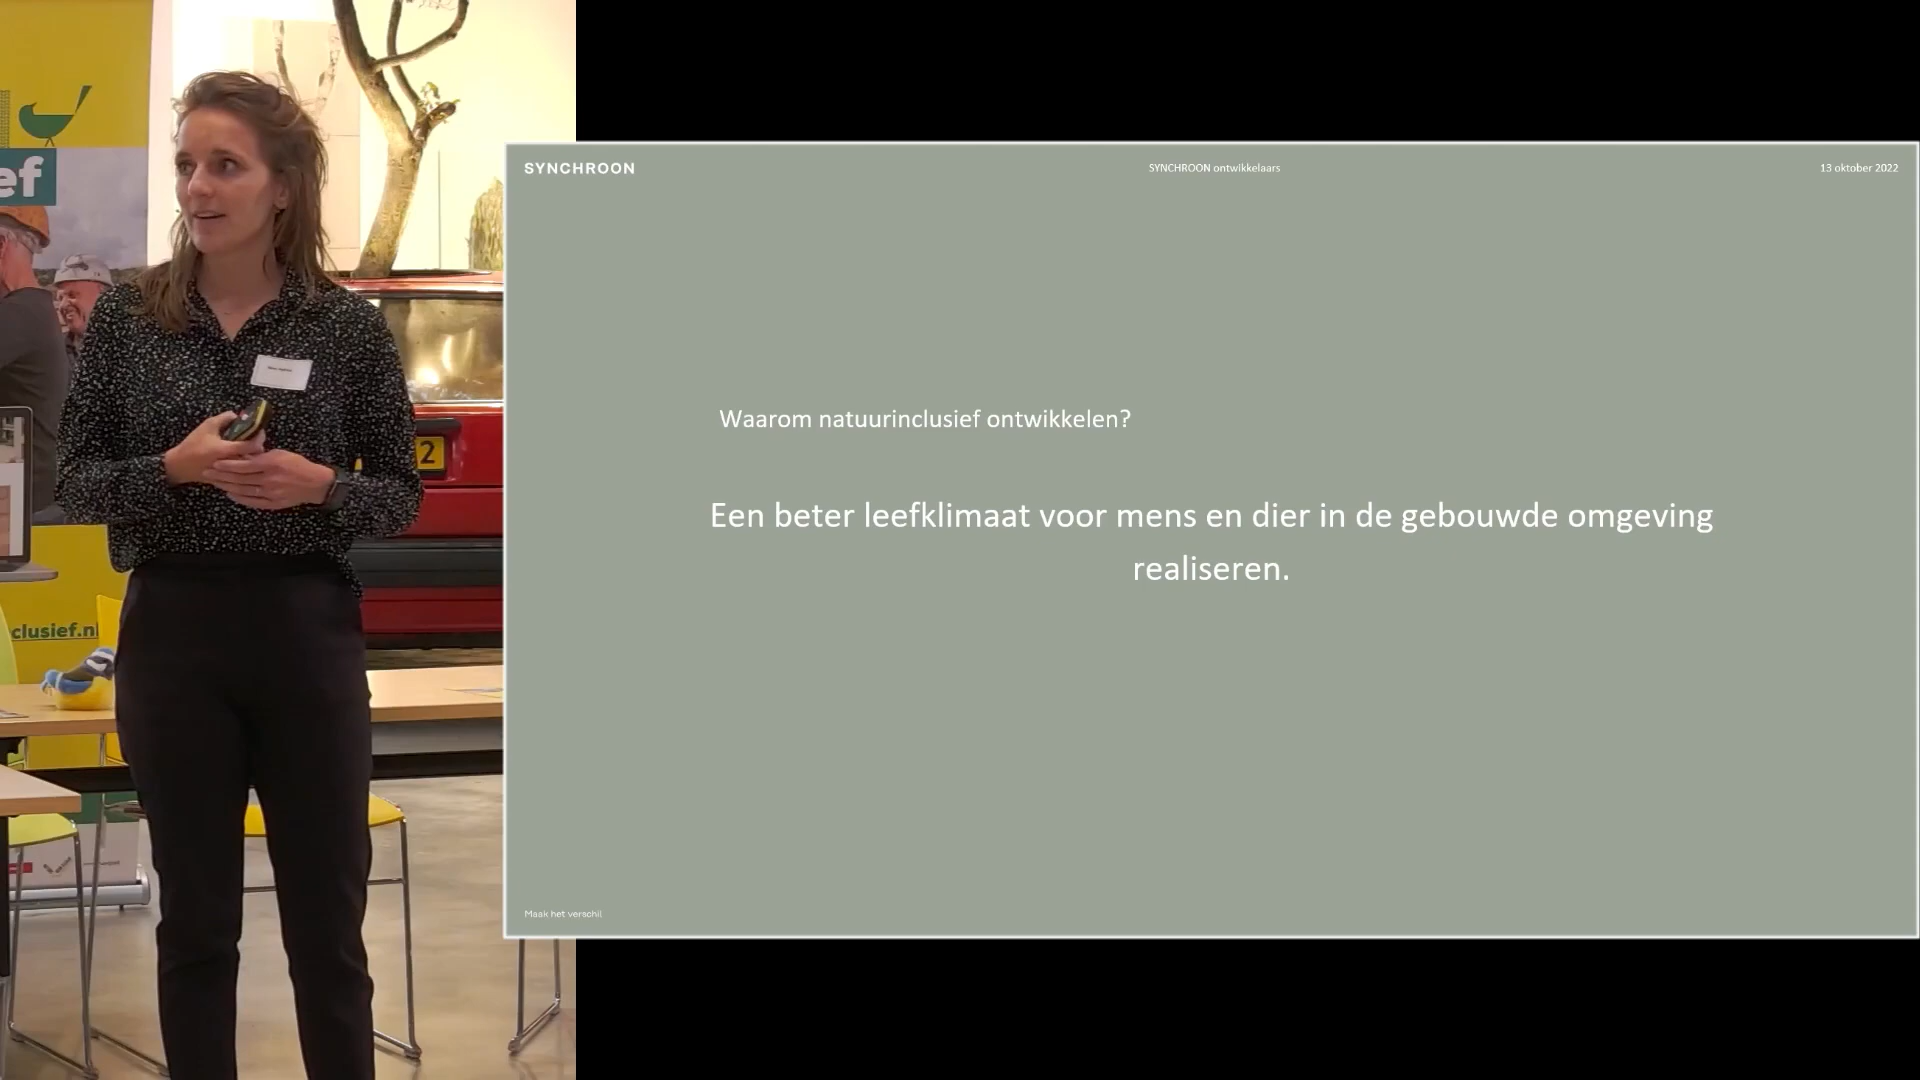 ef
2
clusief.nl
SYNCHROON
SYNCHROON ontwikkelaars
13 oktober 2022
Waarom natuurinclusief ontwikkelen?
Een beter leefklimaat voor mens en dier in de gebouwde omgeving
realiseren.
Maak het verschil